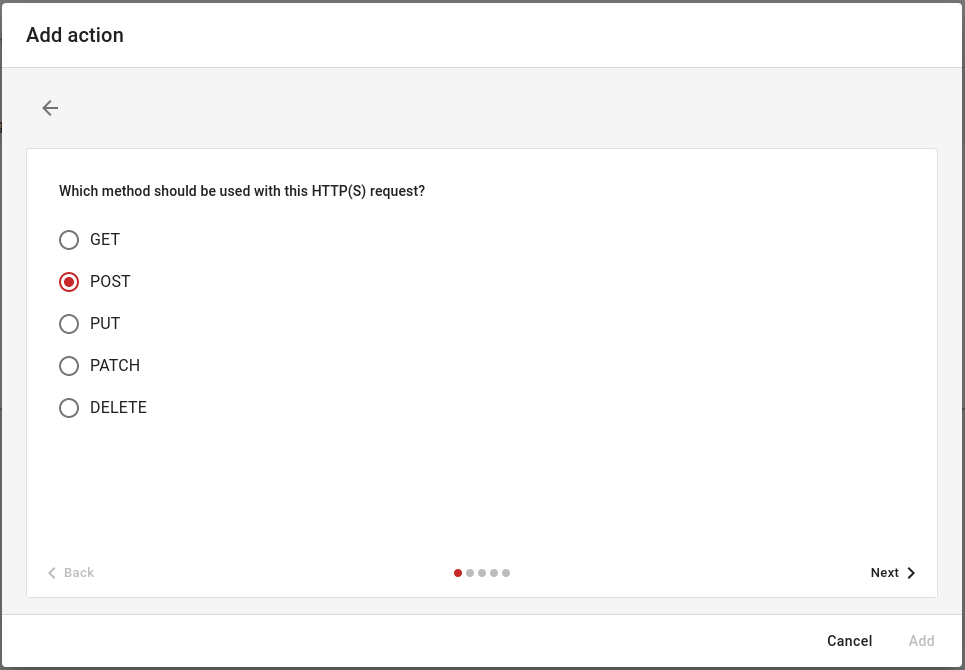 Add action
Which method should be used with this HTTP(S) request?
GET
POST
PUT
PATCH
DELETE
Back
Next
Cancel
Add